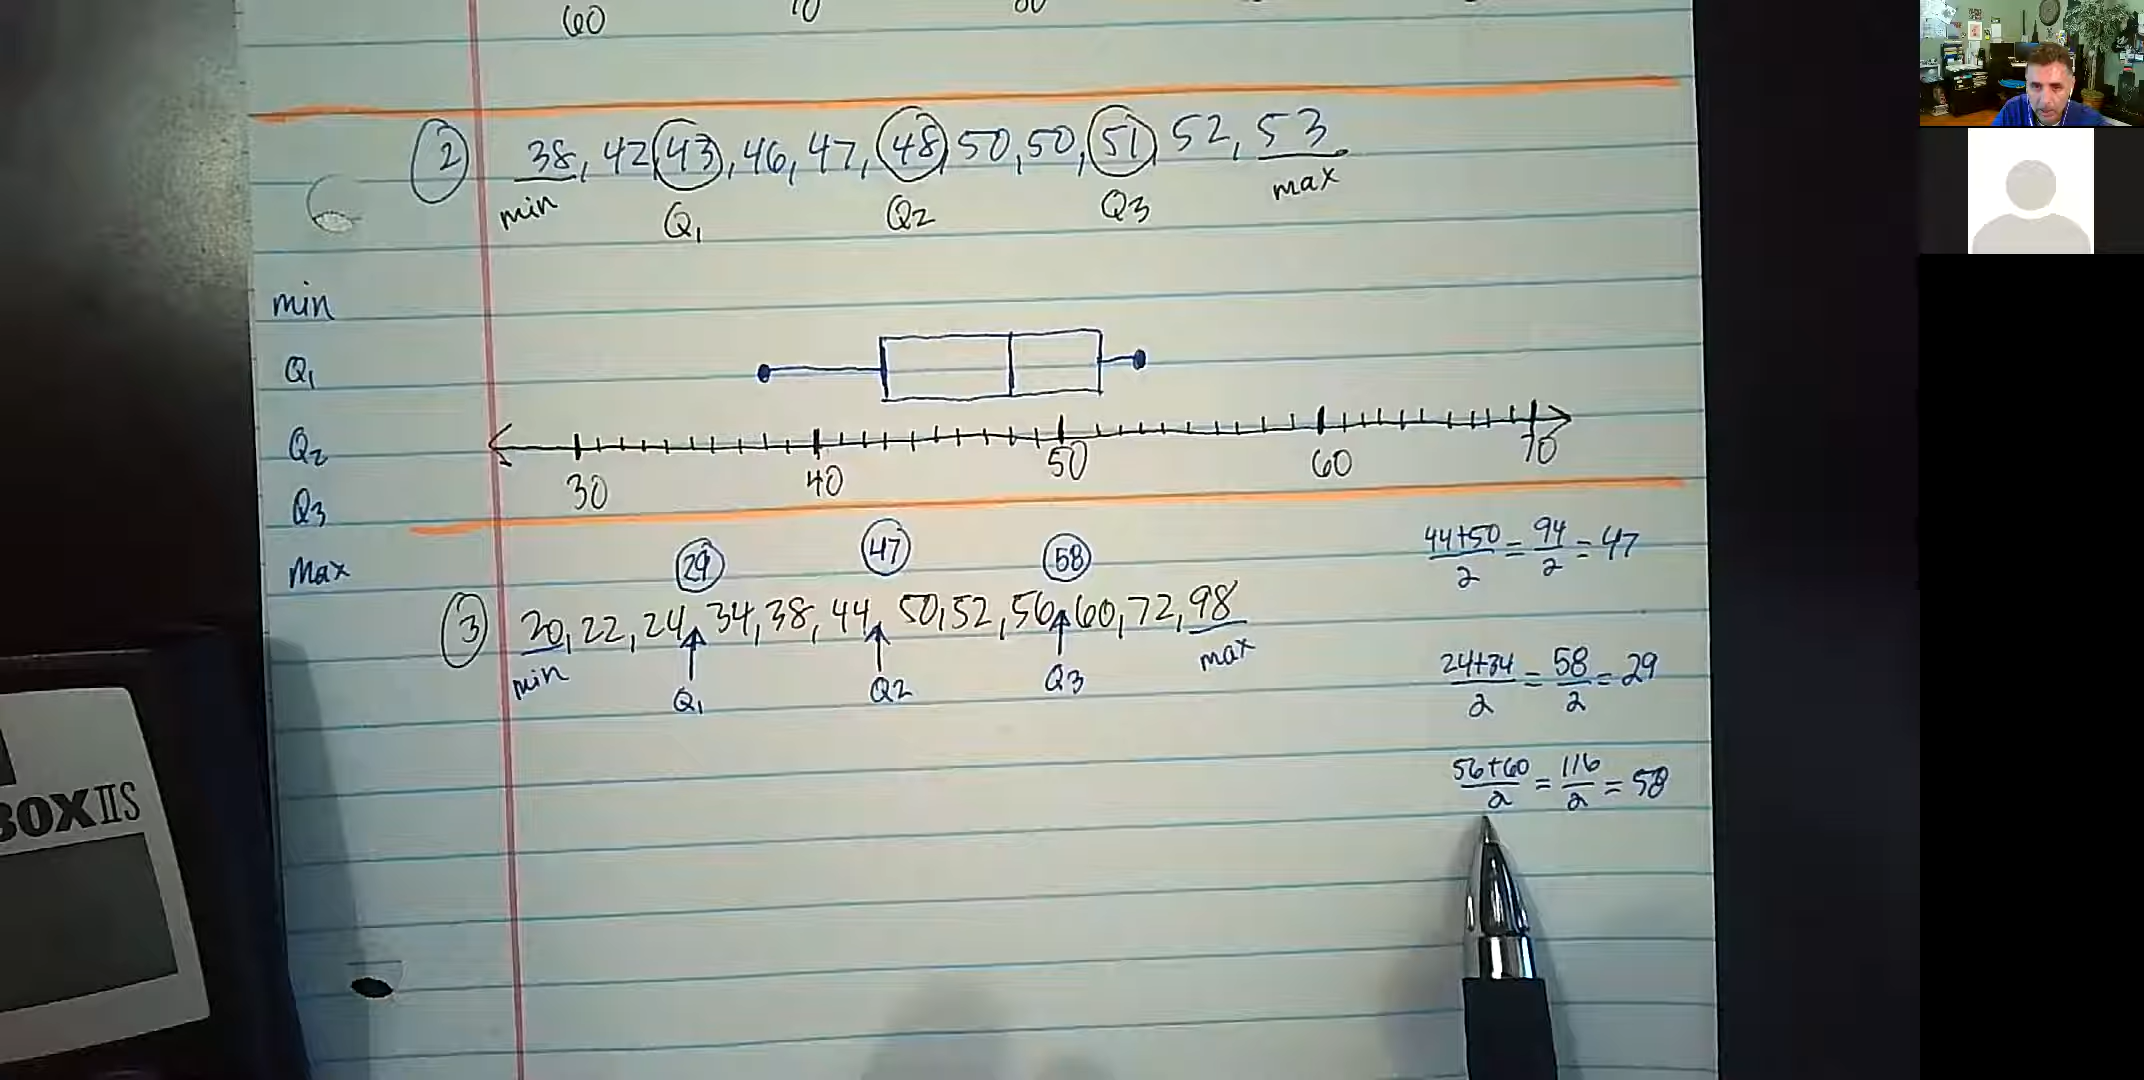 60 70 80
2 38, 42, 43, 46, 47, 48, 50, 50, 51, 52, 53
min Q1 Q2 Q3 max
min
Q1
Q2
Q3
Max
30 40 50 60 70
29 47 58
3 20, 22, 24, 34, 38, 44, 50, 52, 56, 60, 72, 98
min Q1 Q2 Q3 max
44+50/2 = 94/2 = 47
24+34/2 = 58/2 = 29
56+60/2 = 116/2 = 58
BOX IIS